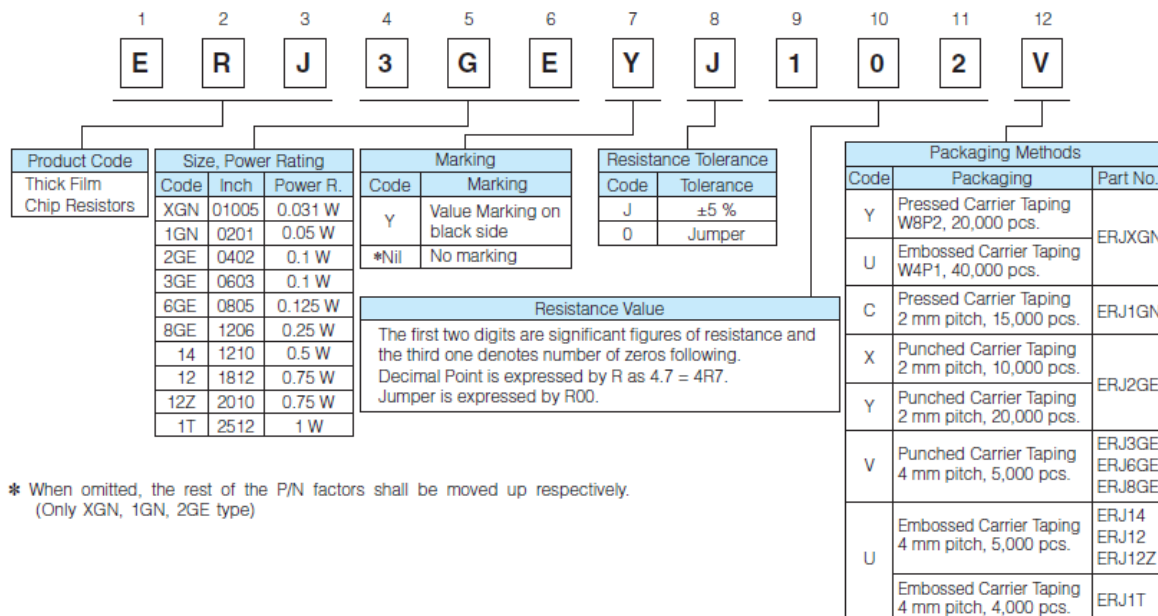 1 2 3 4 5 6 7 8 9 10 11 12
E R J 3 G E Y J 1 0 2 V
Product Code
Thick Film
Chip Resistors
Size, Power Rating
Code Inch Power R.
XGN 01005 0.031 W
1GN 0201 0.05 W
2GE 0402 0.1 W
3GE 0603 0.1 W
6GE 0805 0.125 W
8GE 1206 0.25 W
14 1210 0.5 W
12 1812 0.75 W
12Z 2010 0.75 W
1T 2512 1 W
Marking
Code Marking
Y Value Marking on
black side
*Nil No marking
Resistance Tolerance
Code Tolerance
J ±5 %
0 Jumper
Resistance Value
The first two digits are significant figures of resistance and
the third one denotes number of zeros following.
Decimal Point is expressed by R as 4.7 = 4R7.
Jumper is expressed by R00.
Packaging Methods
Code Packaging Part No.
Y Pressed Carrier Taping
W8P2, 20,000 pcs.
ERJXGN
U Embossed Carrier Taping
W4P1, 40,000 pcs.
C Pressed Carrier Taping
2 mm pitch, 15,000 pcs. ERJ1GN
X Punched Carrier Taping
2 mm pitch, 10,000 pcs.
ERJ2GE
Y Punched Carrier Taping
2 mm pitch, 20,000 pcs.
V Punched Carrier Taping
4 mm pitch, 5,000 pcs.
ERJ3GE
ERJ6GE
ERJ8GE
U Embossed Carrier Taping
4 mm pitch, 5,000 pcs.
ERJ14
ERJ12
ERJ12Z
Embossed Carrier Taping
4 mm pitch, 4,000 pcs. ERJ1T
* When omitted, the rest of the P/N factors shall be moved up respectively.
(Only XGN, 1GN, 2GE type)